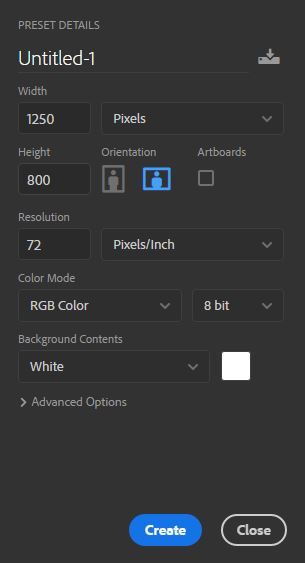 PRESET DETAILS
Untitled-1
Width
1250 Pixels
Height Orientation Artboards
800
Resolution
72 Pixels/Inch
Color Mode
RGB Color 8 bit
Background Contents
White
Advanced Options
Create Close